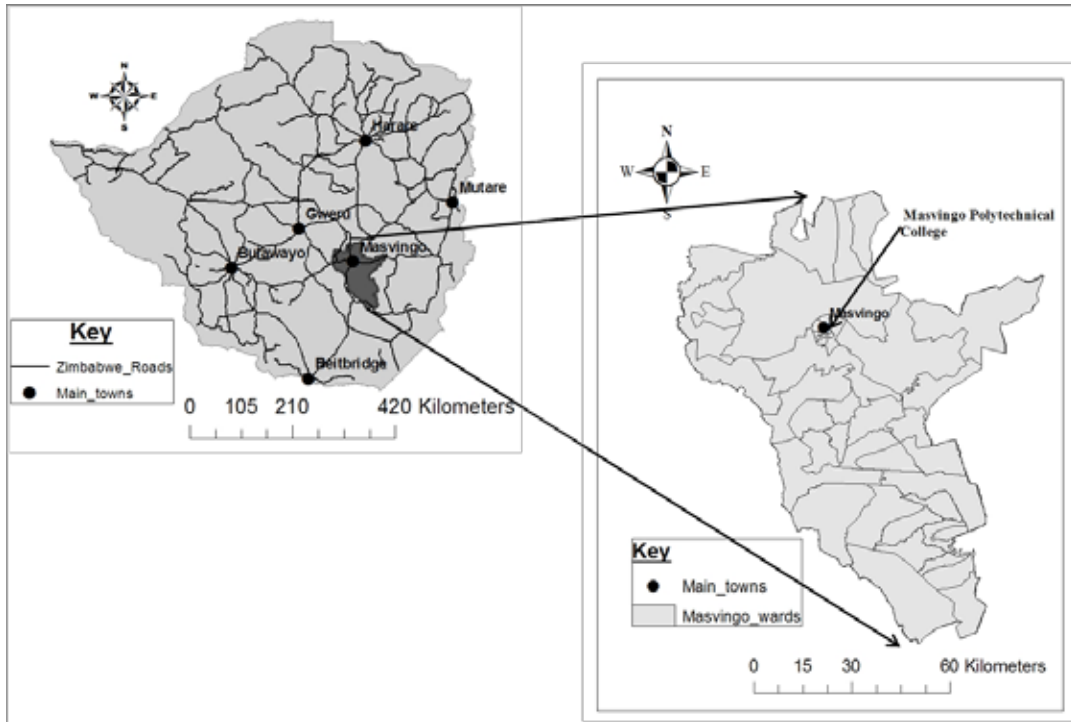 N
W E
S
Harare
Mutare
Gweru
Masvingo
Bulawayo
Beitbridge
Key
Zimbabwe_Roads
Main_towns
0 105 210 420 Kilometers
N
W E
S
Masvingo Polytechnical
College
Masvingo
Key
Main_towns
Masvingo_wards
0 15 30 60 Kilometers